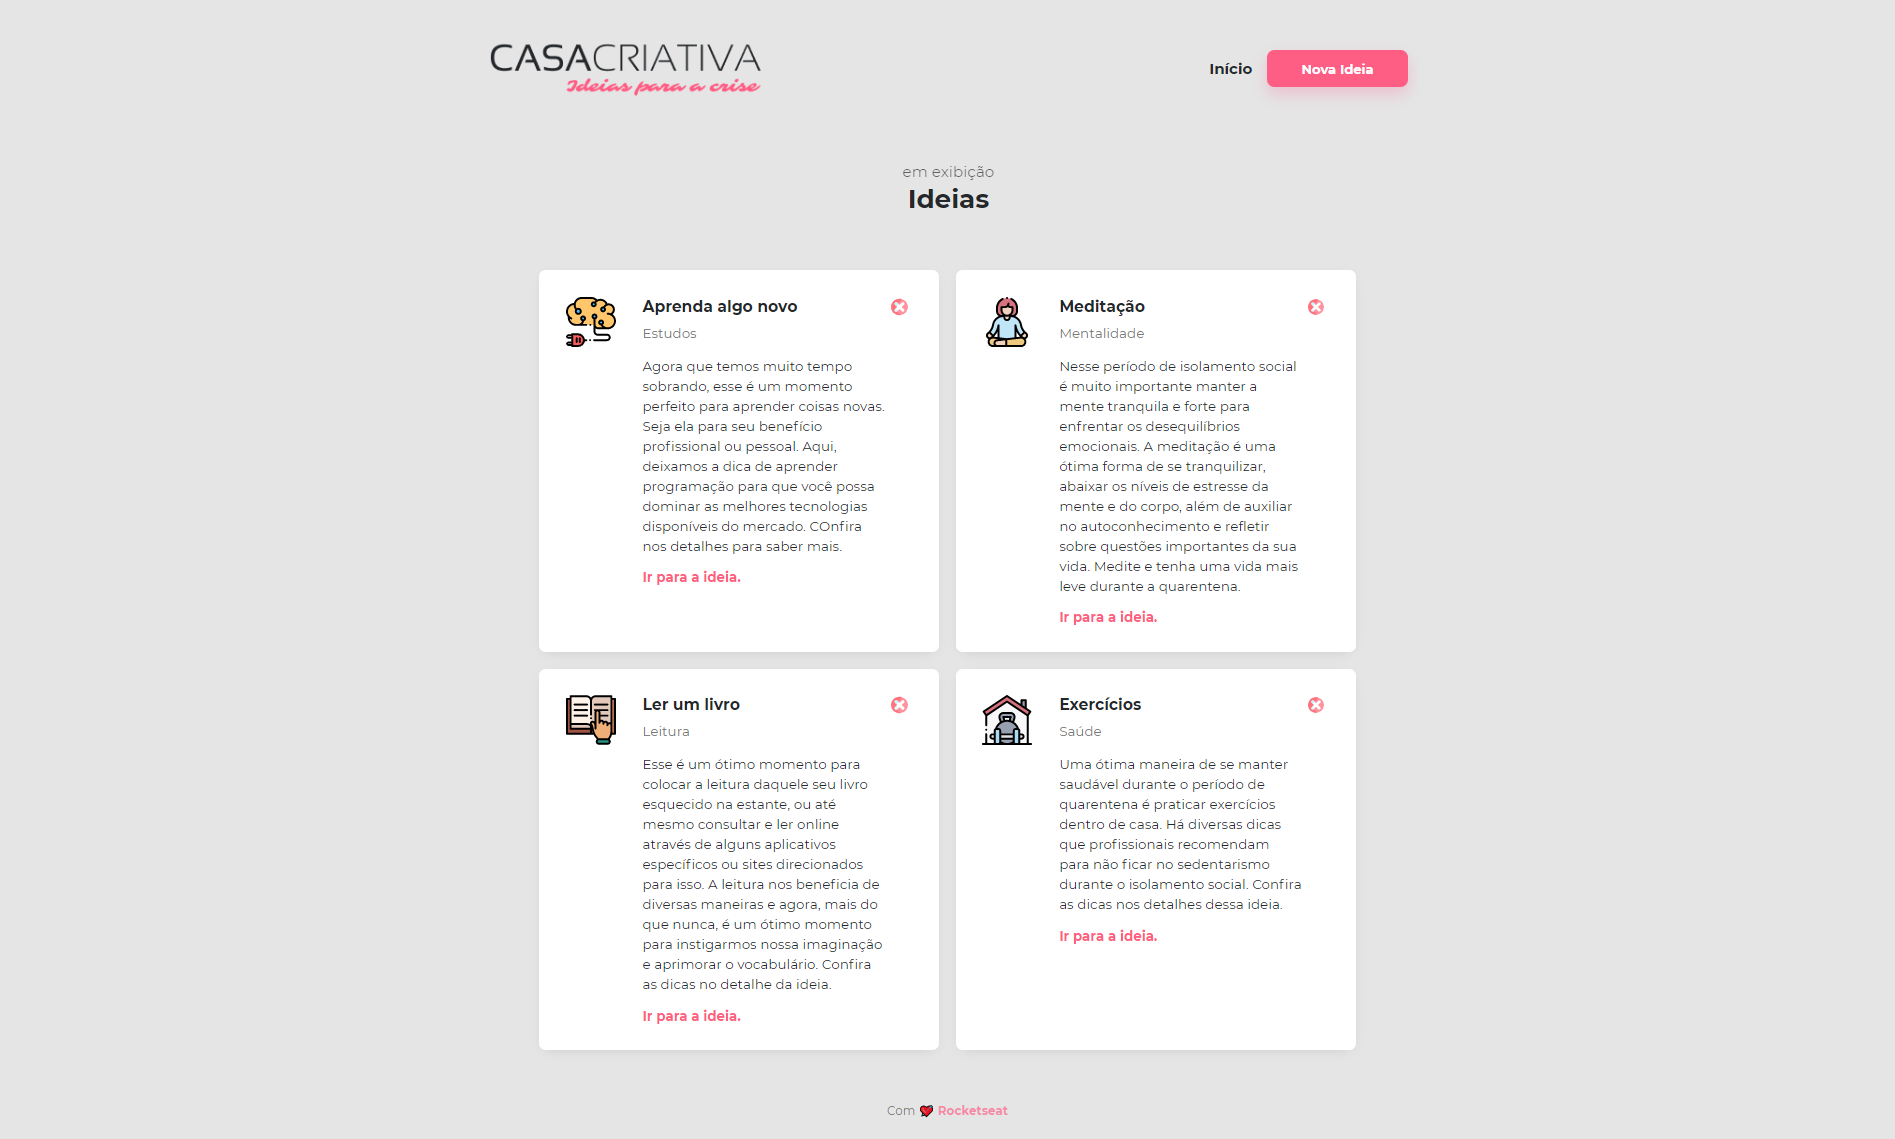 CASACRIATIVA
Ideias para a crise
Início
Nova Ideia
em exibição
Ideias
Aprenda algo novo
Estudos
Agora que temos muito tempo
sobrando, esse é um momento
perfeito para aprender coisas novas.
Seja ela para seu benefício
profissional ou pessoal. Aqui,
deixamos a dica de aprender
programação para que você possa
dominar as melhores tecnologias
disponíveis do mercado. COnfira
nos detalhes para saber mais.
Ir para a ideia.
Meditação
Mentalidade
Nesse período de isolamento social
é muito importante manter a
mente tranquila e forte para
enfrentar os desequilíbrios
emocionais. A meditação é uma
ótima forma de se tranquilizar,
abaixar os níveis de estresse da
mente e do corpo, além de auxiliar
no autoconhecimento e refletir
sobre questões importantes da sua
vida. Medite e tenha uma vida mais
leve durante a quarentena.
Ir para a ideia.
Ler um livro
Leitura
Esse é um ótimo momento para
colocar a leitura daquele seu livro
esquecido na estante, ou até
mesmo consultar e ler online
através de alguns aplicativos
específicos ou sites direcionados
para isso. A leitura nos beneficia de
diversas maneiras e agora, mais do
que nunca, é um ótimo momento
para instigarmos nossa imaginação
e aprimorar o vocabulário. Confira
as dicas no detalhe da ideia.
Ir para a ideia.
Exercícios
Saúde
Uma ótima maneira de se manter
saudável durante o período de
quarentena é praticar exercícios
dentro de casa. Há diversas dicas
que profissionais recomendam
para não ficar no sedentarismo
durante o isolamento social. Confira
as dicas nos detalhes dessa ideia.
Ir para a ideia.
Com ❤ Rocketseat